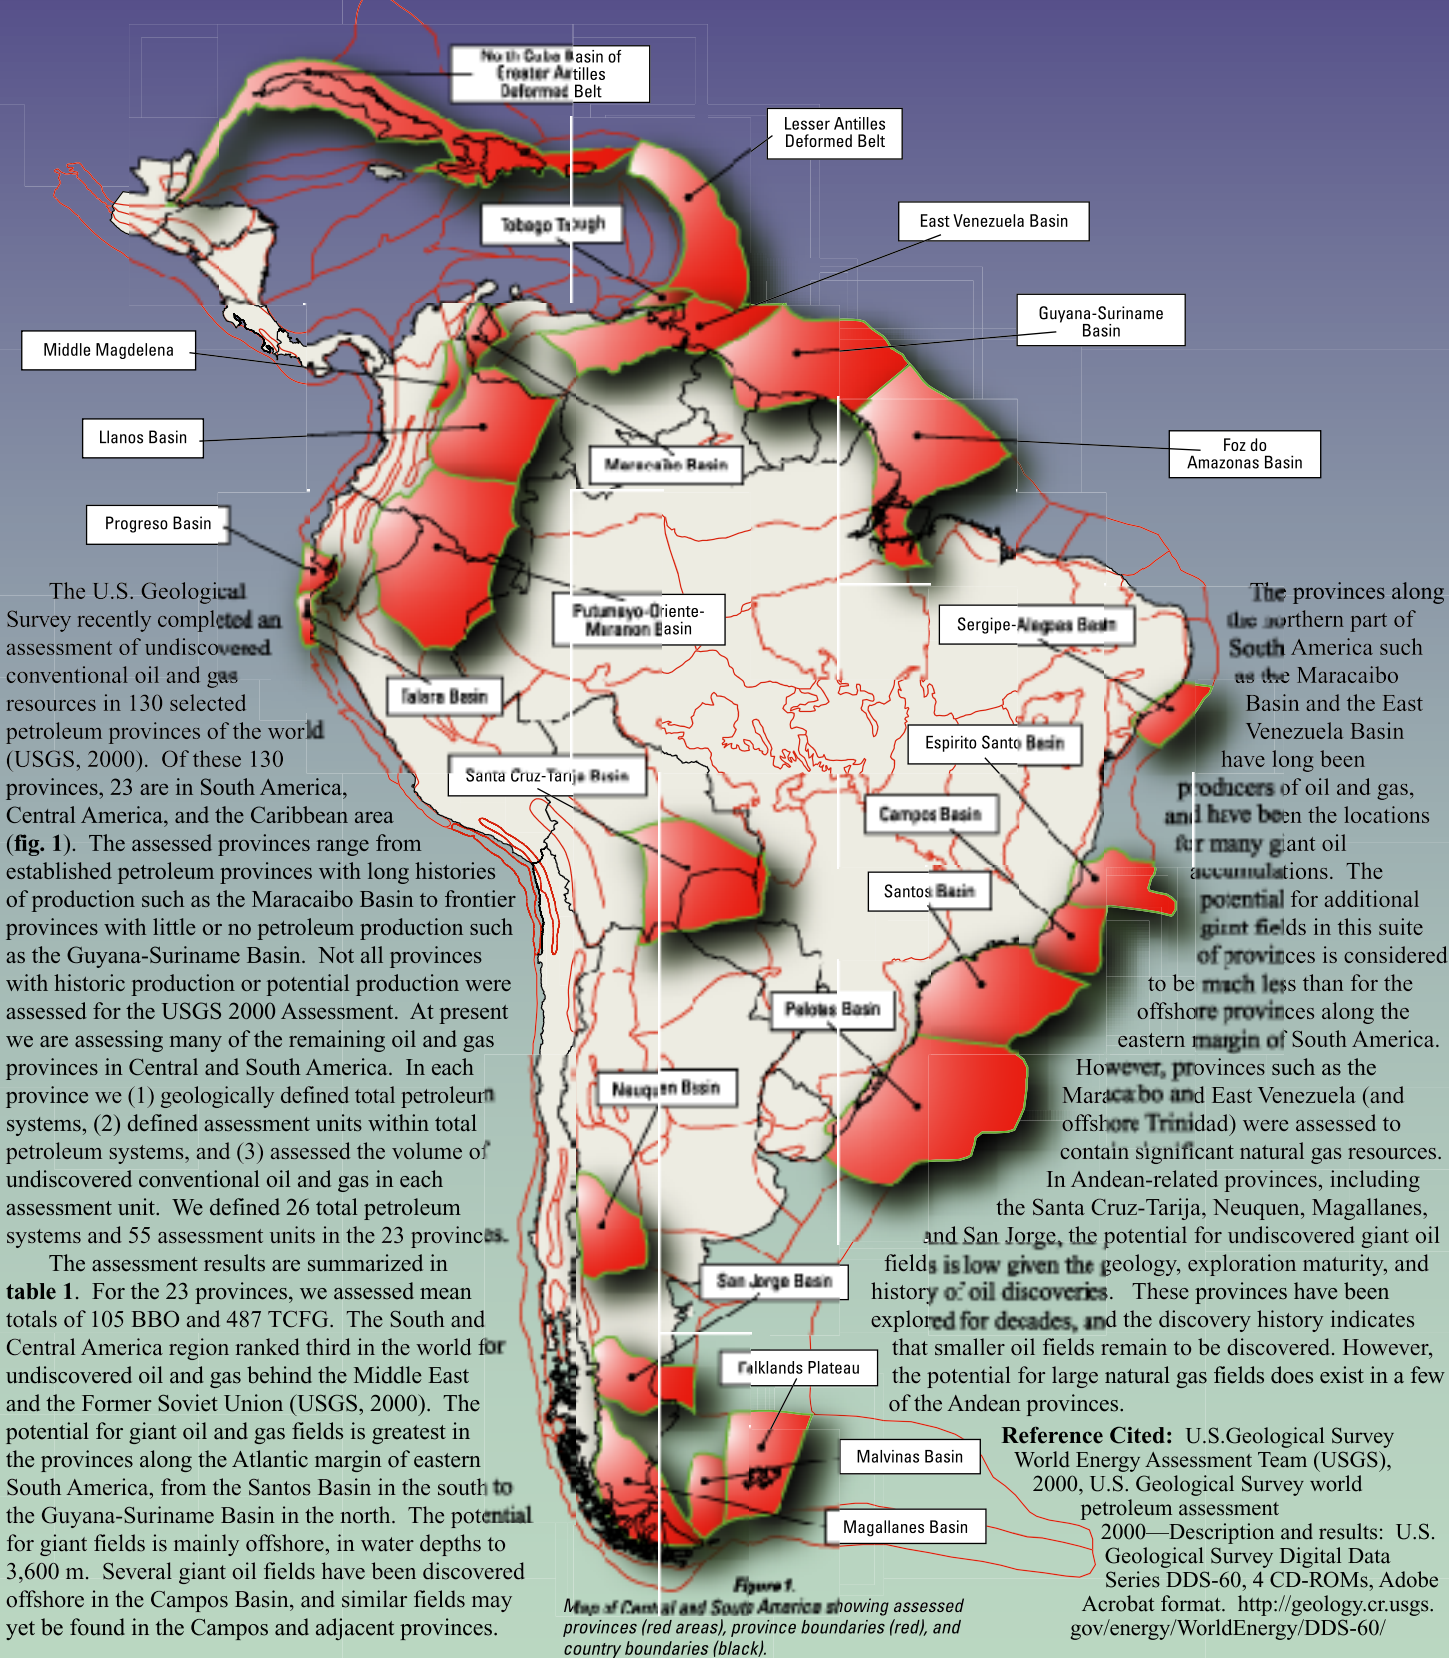 North Cuba Basin of
Greater Antilles
Deformed Belt
Lesser Antilles
Deformed Belt
Tobago Trough
East Venezuela Basin
Guyana-Suriname
Basin
Middle Magdelena
Llanos Basin
Maracaibo Basin
Foz do
Amazonas Basin
Progreso Basin
Putumayo-Oriente-
Maranon Basin
Sergipe-Alagoas Basin
Talara Basin
Espirito Santo Basin
Santa Cruz-Tarija Basin
Campos Basin
Santos Basin
Pelotas Basin
Neuquen Basin
San Jorge Basin
Falklands Plateau
Malvinas Basin
Magallanes Basin
The U.S. Geological
Survey recently completed an
assessment of undiscovered
conventional oil and gas
resources in 130 selected
petroleum provinces of the world
(USGS, 2000).  Of these 130
provinces, 23 are in South America,
Central America, and the Caribbean area
(fig. 1).  The assessed provinces range from
established petroleum provinces with long histories
of production such as the Maracaibo Basin to frontier
provinces with little or no petroleum production such
as the Guyana-Suriname Basin.  Not all provinces
with historic production or potential production were
assessed for the USGS 2000 Assessment.  At present
we are assessing many of the remaining oil and gas
provinces in Central and South America.  In each
province we (1) geologically defined total petroleum
systems, (2) defined assessment units within total
petroleum systems, and (3) assessed the volume of
undiscovered conventional oil and gas in each
assessment unit.  We defined 26 total petroleum
systems and 55 assessment units in the 23 provinces.
The assessment results are summarized in
table 1.  For the 23 provinces, we assessed mean
totals of 105 BBO and 487 TCFG.  The South and
Central America region ranked third in the world for
undiscovered oil and gas behind the Middle East
and the Former Soviet Union (USGS, 2000).  The
potential for giant oil and gas fields is greatest in
the provinces along the Atlantic margin of eastern
South America, from the Santos Basin in the south to
the Guyana-Suriname Basin in the north.  The potential
for giant fields is mainly offshore, in water depths to
3,600 m.  Several giant oil fields have been discovered
offshore in the Campos Basin, and similar fields may
yet be found in the Campos and adjacent provinces.
The provinces along
the northern part of
South America such
as the Maracaibo
Basin and the East
Venezuela Basin
have long been
producers of oil and gas,
and have been the locations
for many giant oil
accumulations.  The
potential for additional
giant fields in this suite
of provinces is considered
to be much less than for the
offshore provinces along the
eastern margin of South America.
However, provinces such as the
Maracaibo and East Venezuela (and
offshore Trinidad) were assessed to
contain significant natural gas resources.
In Andean-related provinces, including
the Santa Cruz-Tarija, Neuquen, Magallanes,
and San Jorge, the potential for undiscovered giant oil
fields is low given the geology, exploration maturity, and
history of oil discoveries.   These provinces have been
explored for decades, and the discovery history indicates
that smaller oil fields remain to be discovered. However,
the potential for large natural gas fields does exist in a few
of the Andean provinces.
Reference Cited:  U.S.Geological Survey
World Energy Assessment Team (USGS),
2000, U.S. Geological Survey world
petroleum assessment
2000—Description and results:  U.S.
Geological Survey Digital Data
Series DDS-60, 4 CD-ROMs, Adobe
Acrobat format.  http://geology.cr.usgs.
gov/energy/WorldEnergy/DDS-60/
Figure 1.
Map of Central and South America showing assessed
provinces (red areas), province boundaries (red), and
country boundaries (black).